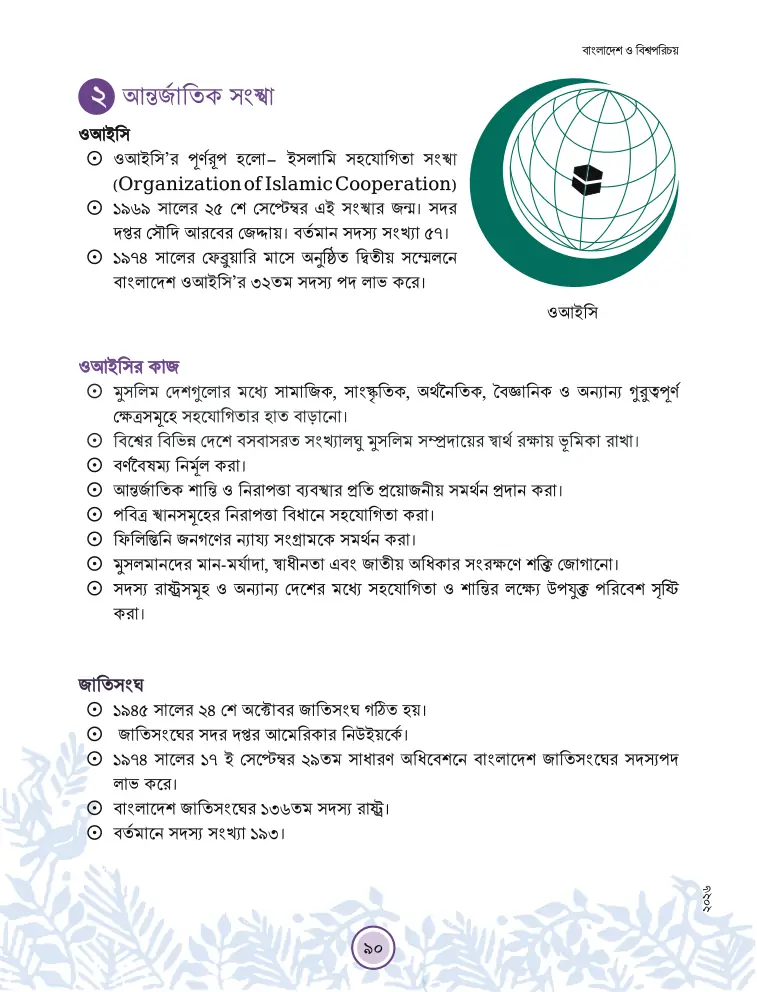 বাংলাদেশ ও বিশ্বপরিচয়
২ আন্তর্জাতিক সংস্থা
ওআইসি
ওআইসি’র পূর্ণরূপ হলো– ইসলামি সহযোগিতা সংস্থা
(Organization of Islamic Cooperation)
১৯৬৯ সালের ২৫ শে সেপ্টেম্বর এই সংস্থার জন্ম। সদর
দপ্তর সৌদি আরবের জেদ্দায়। বর্তমান সদস্য সংখ্যা ৫৭।
১৯৭৪ সালের ফেব্রুয়ারি মাসে অনুষ্ঠিত দ্বিতীয় সম্মেলনে
বাংলাদেশ ওআইসি’র ৩২তম সদস্য পদ লাভ করে।
ওআইসি
ওআইসির কাজ
মুসলিম দেশগুলোর মধ্যে সামাজিক, সাংস্কৃতিক, অর্থনৈতিক, বৈজ্ঞানিক ও অন্যান্য গুরুত্বপূর্ণ
ক্ষেত্রসমূহে সহযোগিতার হাত বাড়ানো।
বিশ্বের বিভিন্ন দেশে বসবাসরত সংখ্যালঘু মুসলিম সম্প্রদায়ের স্বার্থ রক্ষায় ভূমিকা রাখা।
বর্ণবৈষম্য নির্মূল করা।
আন্তর্জাতিক শান্তি ও নিরাপত্তা ব্যবস্থার প্রতি প্রয়োজনীয় সমর্থন প্রদান করা।
পবিত্র স্থানসমূহের নিরাপত্তা বিধানে সহযোগিতা করা।
ফিলিস্তিনি জনগণের ন্যায্য সংগ্রামকে সমর্থন করা।
মুসলমানদের মান-মর্যাদা, স্বাধীনতা এবং জাতীয় অধিকার সংরক্ষণে শক্তি জোগানো।
সদস্য রাষ্ট্রসমূহ ও অন্যান্য দেশের মধ্যে সহযোগিতা ও শান্তির লক্ষ্যে উপযুক্ত পরিবেশ সৃষ্টি
করা।
জাতিসংঘ
১৯৪৫ সালের ২৪ শে অক্টোবর জাতিসংঘ গঠিত হয়।
জাতিসংঘের সদর দপ্তর আমেরিকার নিউইয়র্কে।
১৯৭৪ সালের ১৭ ই সেপ্টেম্বর ২৯তম সাধারণ অধিবেশনে বাংলাদেশ জাতিসংঘের সদস্যপদ
লাভ করে।
বাংলাদেশ জাতিসংঘের ১৩৬তম সদস্য রাষ্ট্র।
বর্তমানে সদস্য সংখ্যা ১৯৩।
২০২৬
৯০